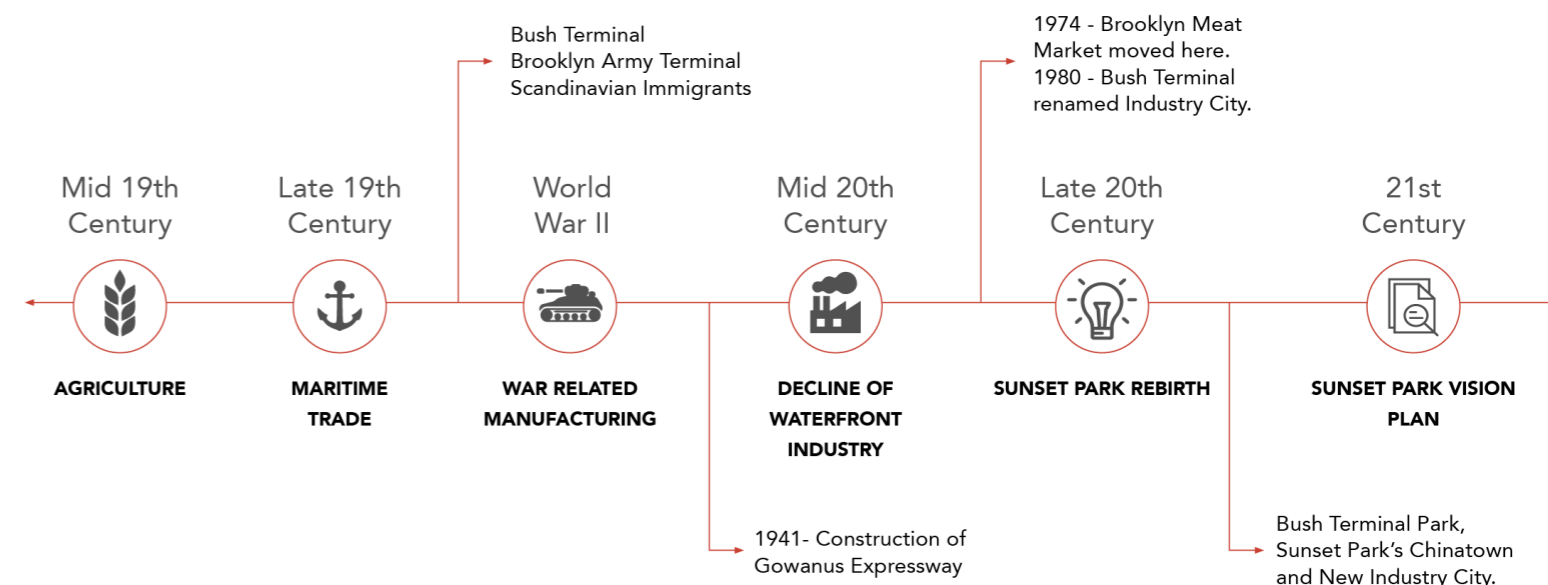 Bush Terminal
Brooklyn Army Terminal
Scandinavian Immigrants
1974 - Brooklyn Meat
Market moved here.
1980 - Bush Terminal
renamed Industry City.
Mid 19th
Century
Late 19th
Century
World
War II
Mid 20th
Century
Late 20th
Century
21st
Century
AGRICULTURE
MARITIME
TRADE
WAR RELATED
MANUFACTURING
DECLINE OF
WATERFRONT
INDUSTRY
SUNSET PARK REBIRTH
SUNSET PARK VISION
PLAN
1941- Construction of
Gowanus Expressway
Bush Terminal Park,
Sunset Park’s Chinatown
and New Industry City.